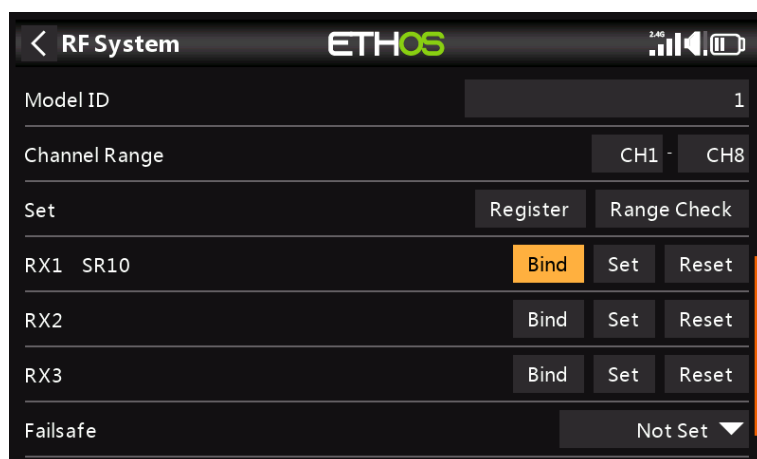 RF System ETHOS 2.4G
Model ID 1
Channel Range CH1 - CH8
Set Register Range Check
RX1 SR10 Bind Set Reset
RX2 Bind Set Reset
RX3 Bind Set Reset
Failsafe Not Set